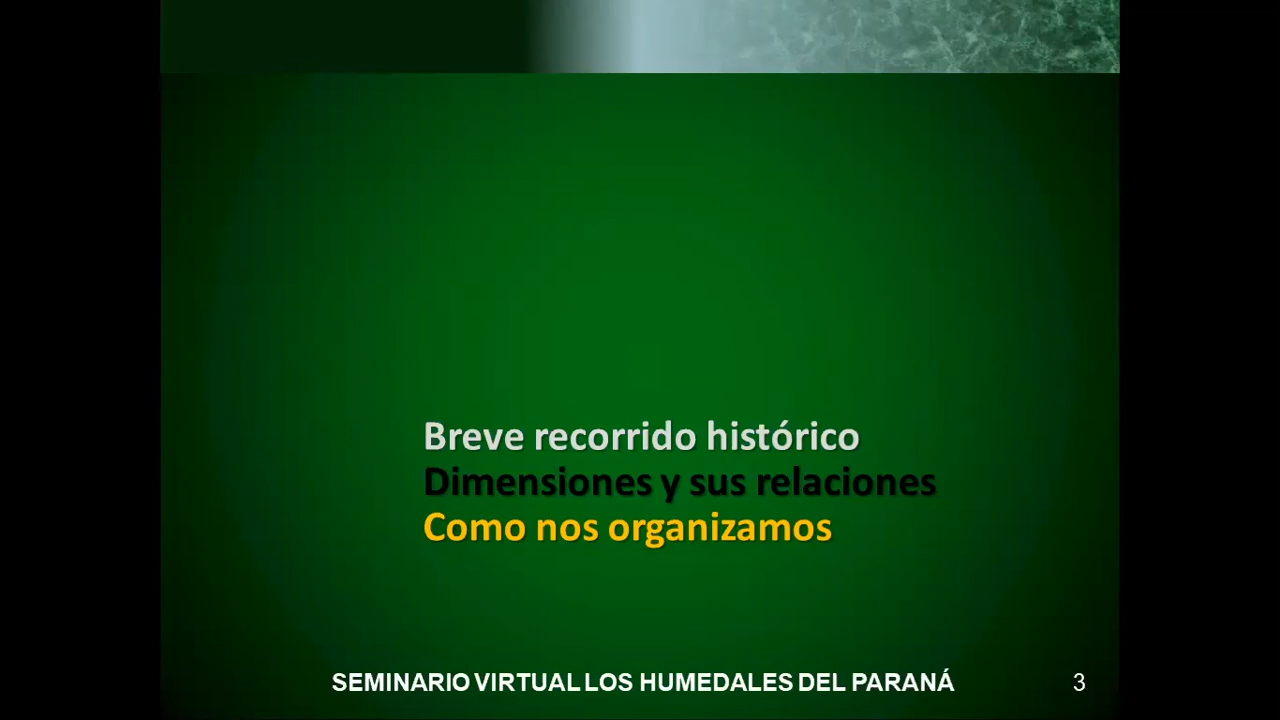 Breve recorrido histórico
Dimensiones y sus relaciones
Como nos organizamos
SEMINARIO VIRTUAL LOS HUMEDALES DEL PARANÁ
3